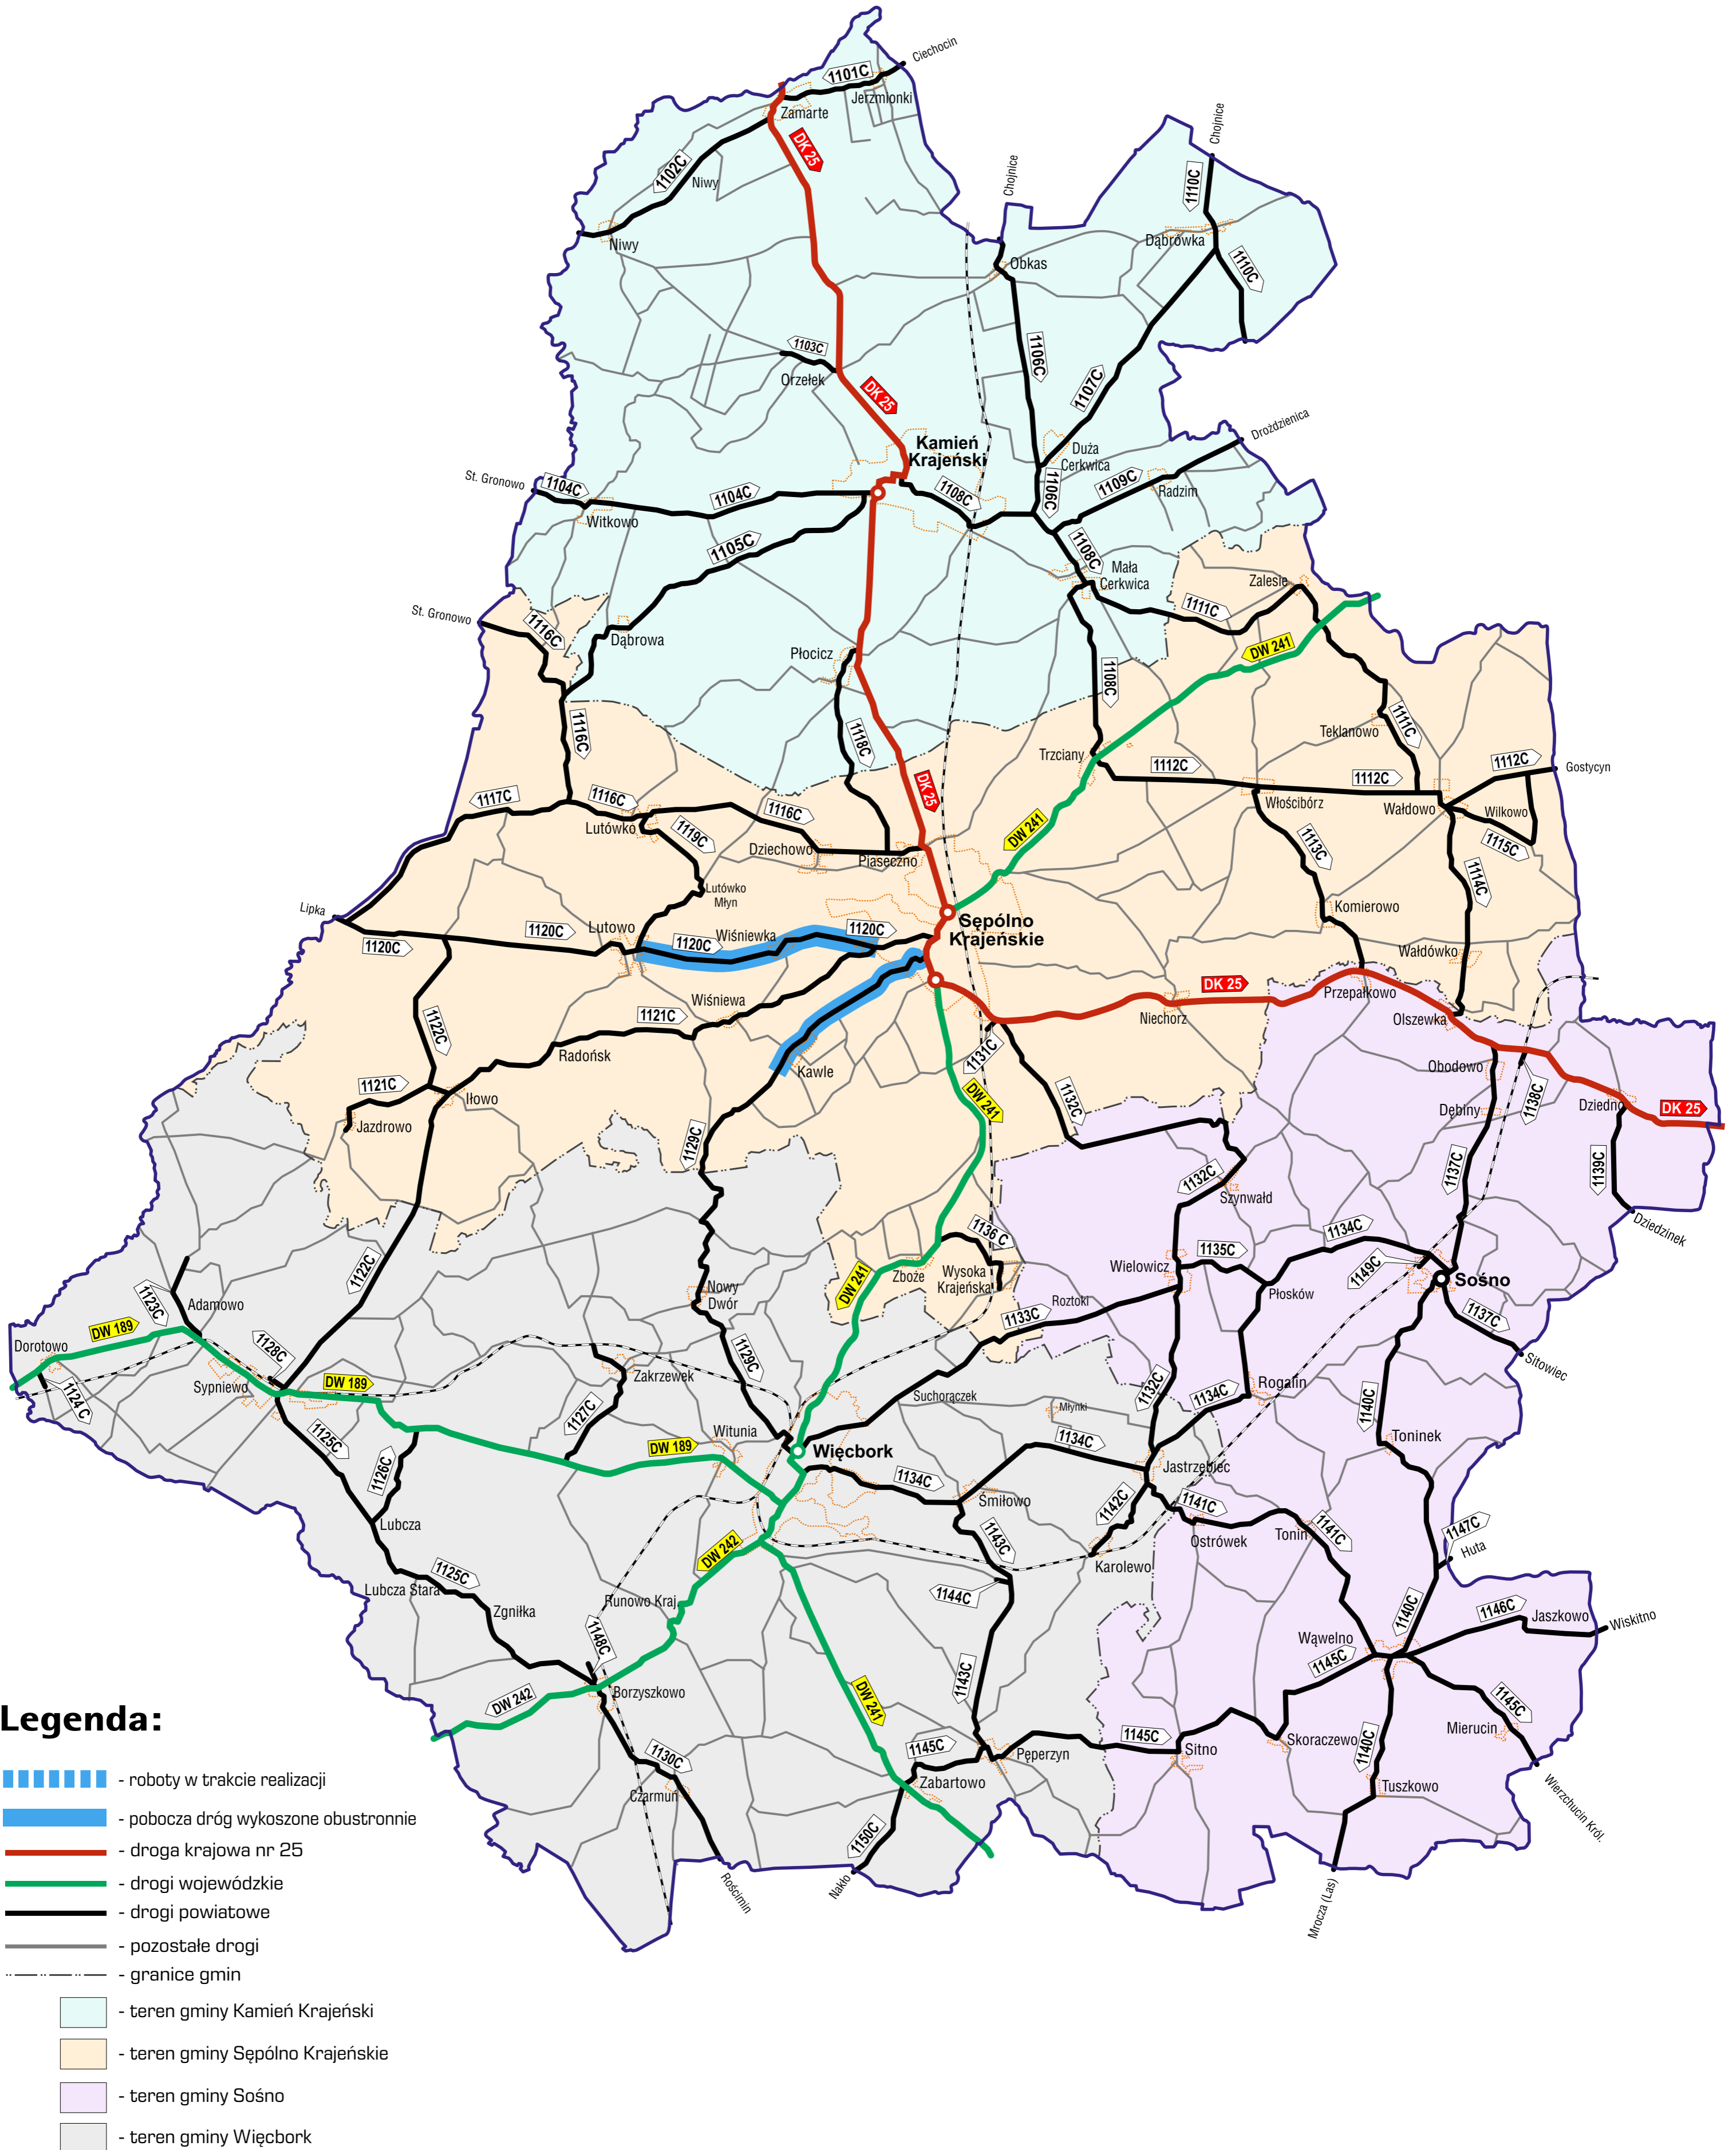 Ciechocin
1101C
Jerzmionki
Zamarte
DK 25
1102C
Niwy
Niwy
Chojnice
Chojnice
1110C
Dąbrówka
1110C
Obkas
1103C
Orzełek
1106C
1107C
DK 25
Kamień
Krajeński
Duża
Cerkwica
Drożdzienica
St. Gronowo
1104C
1104C
1108C
1106C
1109C
Radzim
Witkowo
1105C
1108C
Mała
Cerkwica
Zalesie
St. Gronowo
1116C
Dąbrowa
1111C
DW 241
Płocicz
1108C
1116C
1118C
Teklanowo
1111C
Trzciany
1112C
1112C
1112C
Gostycyn
DK 25
1117C
1116C
1116C
Włościbórz
Wałdowo
Wilkowo
Lutówko
1119C
DW 241
1113C
1115C
Dziechowo
Piaseczno
1114C
Lutówko
Młyn
Lipka
Komierowo
Sępólno
Krajeńskie
1120C
1120C
Lutowo
1120C
Wiśniewka
1120C
Wałdówko
DK 25
Przepałkowo
Wiśniewa
1121C
Niechorz
Olszewka
1122C
Radońsk
1131C
Kawle
Obodowo
1138C
1121C
Iłowo
DW 241
1132C
Dębiny
Dziedno
DK 25
Jazdrowo
1129C
1137C
1139C
1132C
Szynwałd
Dziedzinek
1136 C
1134C
1122C
Wielowicz
1135C
1149C
Sośno
Zboże
Wysoka
Krajeńska
DW 241
Nowy
Dwór
Płosków
1123C
Adamowo
Roztoki
1133C
1137C
DW 189
Dorotowo
1128C
1129C
Sitowiec
Sypniewo
DW 189
Zakrzewek
1124 C
Suchorączek
1132C
1134C
Rogalin
1140C
Młynki
1127C
1125C
Witunia
DW 189
Więcbork
1134C
Toninek
1126C
1134C
Jastrzębiec
Śmiłowo
1142C
1141C
Lubcza
1143C
Ostrówek
Tonin
1141C
1147C
Huta
DW 242
Karolewo
1125C
Lubcza Stara
Zgniłka
Runowo Kraj.
1144C
1140C
1146C
Jaszkowo
Wiskitno
1148C
Wąwelno
1145C
1143C
DW 242
Borzyszkowo
DW 241
1145C
Mierucin
1130C
1145C
Pęperzyn
1145C
Sitno
Skoraczewo
1140C
Tuszkowo
Czarmuń
Zabartowo
Wierzchucin Król.
1150C
Nakło
Rościmin
Mrocza (Las)
Legenda:
- roboty w trakcie realizacji
- pobocza dróg wykoszone obustronnie
- droga krajowa nr 25
- drogi wojewódzkie
- drogi powiatowe
- pozostałe drogi
- granice gmin
- teren gminy Kamień Krajeński
- teren gminy Sępólno Krajeńskie
- teren gminy Sośno
- teren gminy Więcbork